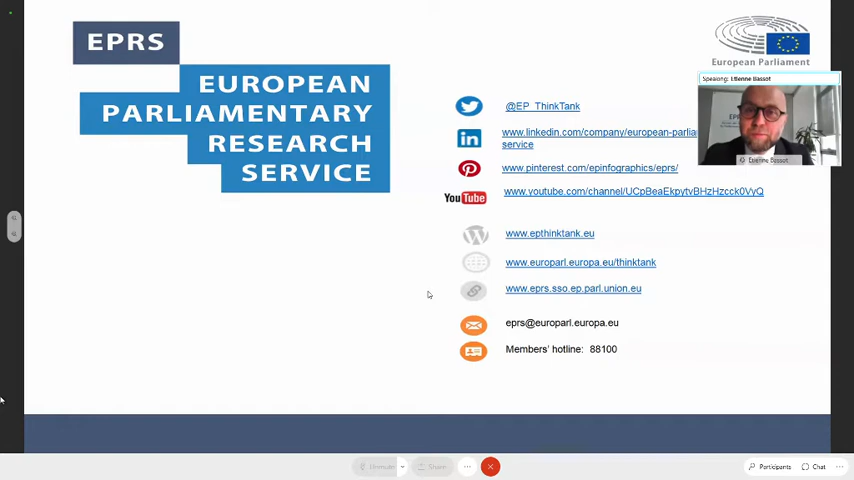 EPRS
EUROPEAN
PARLIAMENTARY
RESEARCH
SERVICE
European Parliament
Speaking: Etienne Bassot
Etienne Bassot
@EP_ThinkTank
www.linkedin.com/company/european-parlia
service
www.pinterest.com/epinfographics/eprs/
YouTube
www.youtube.com/channel/UCpBeaEkpytvBHzHzcck0VyQ
www.epthinktank.eu
www.europarl.europa.eu/thinktank
www.eprs.sso.ep.parl.union.eu
eprs@europarl.europa.eu
Members' hotline: 88100
Unmute
Share
Participants
Chat